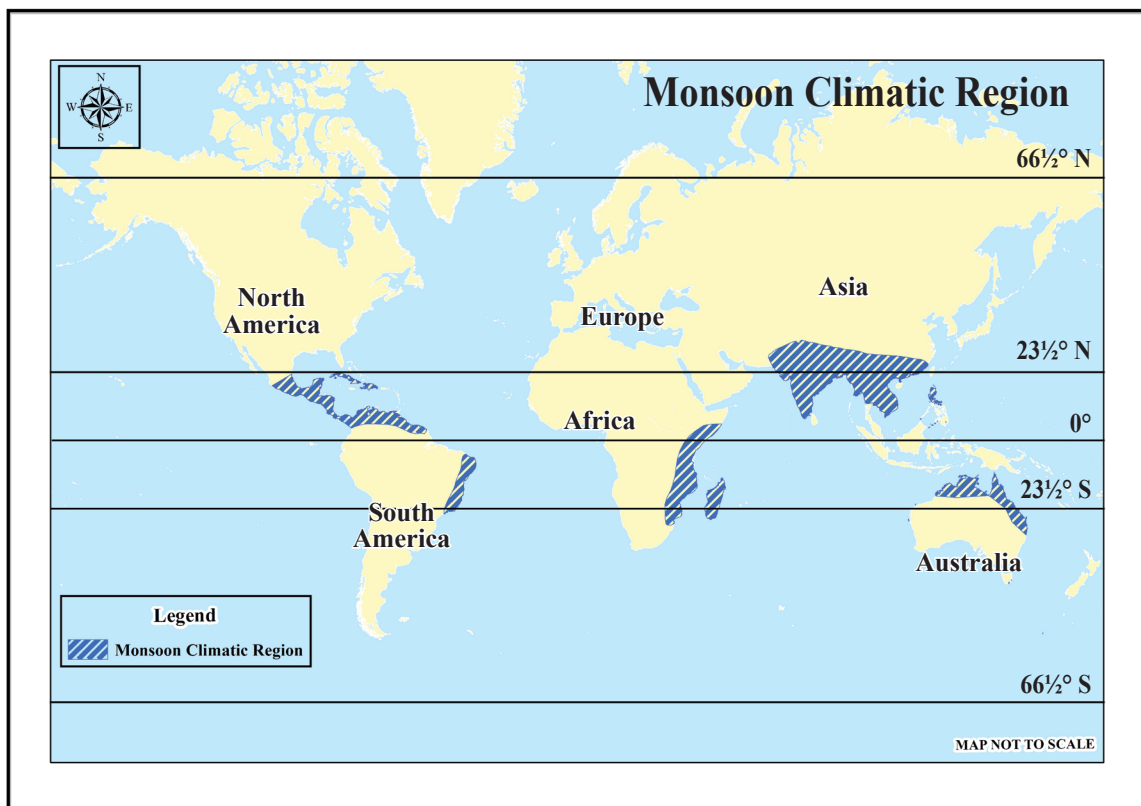 Monsoon Climatic Region
N
W
E
S
66½° N
Asia
North
America
Europe
23½° N
Africa
0°
23½° S
South
America
Australia
Legend
Monsoon Climatic Region
66½° S
MAP NOT TO SCALE